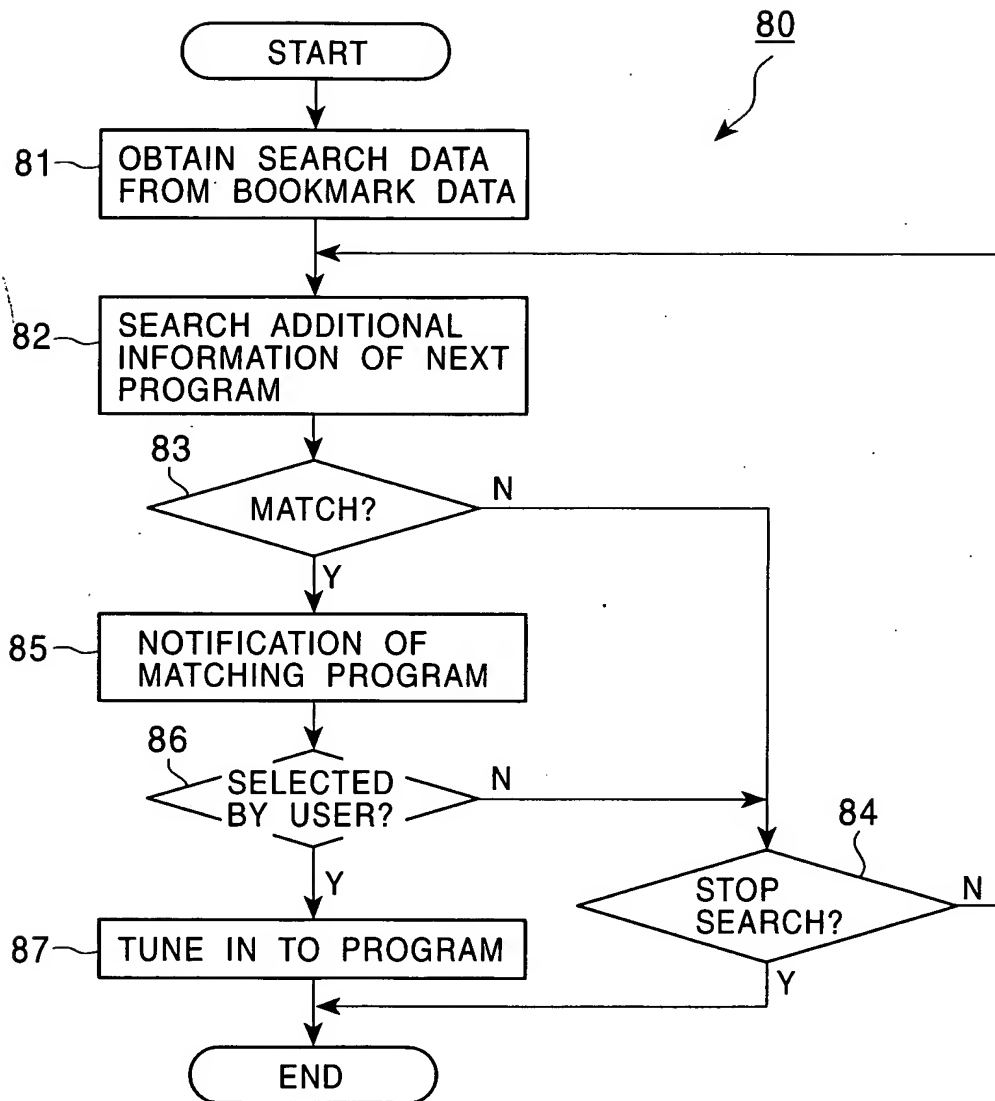 80
START
81
OBTAIN SEARCH DATA
FROM BOOKMARK DATA
82
SEARCH ADDITIONAL
INFORMATION OF NEXT
PROGRAM
83
MATCH?
N
Y
85
NOTIFICATION OF
MATCHING PROGRAM
86
SELECTED
BY USER?
N
Y
84
STOP
SEARCH?
N
Y
87
TUNE IN TO PROGRAM
END